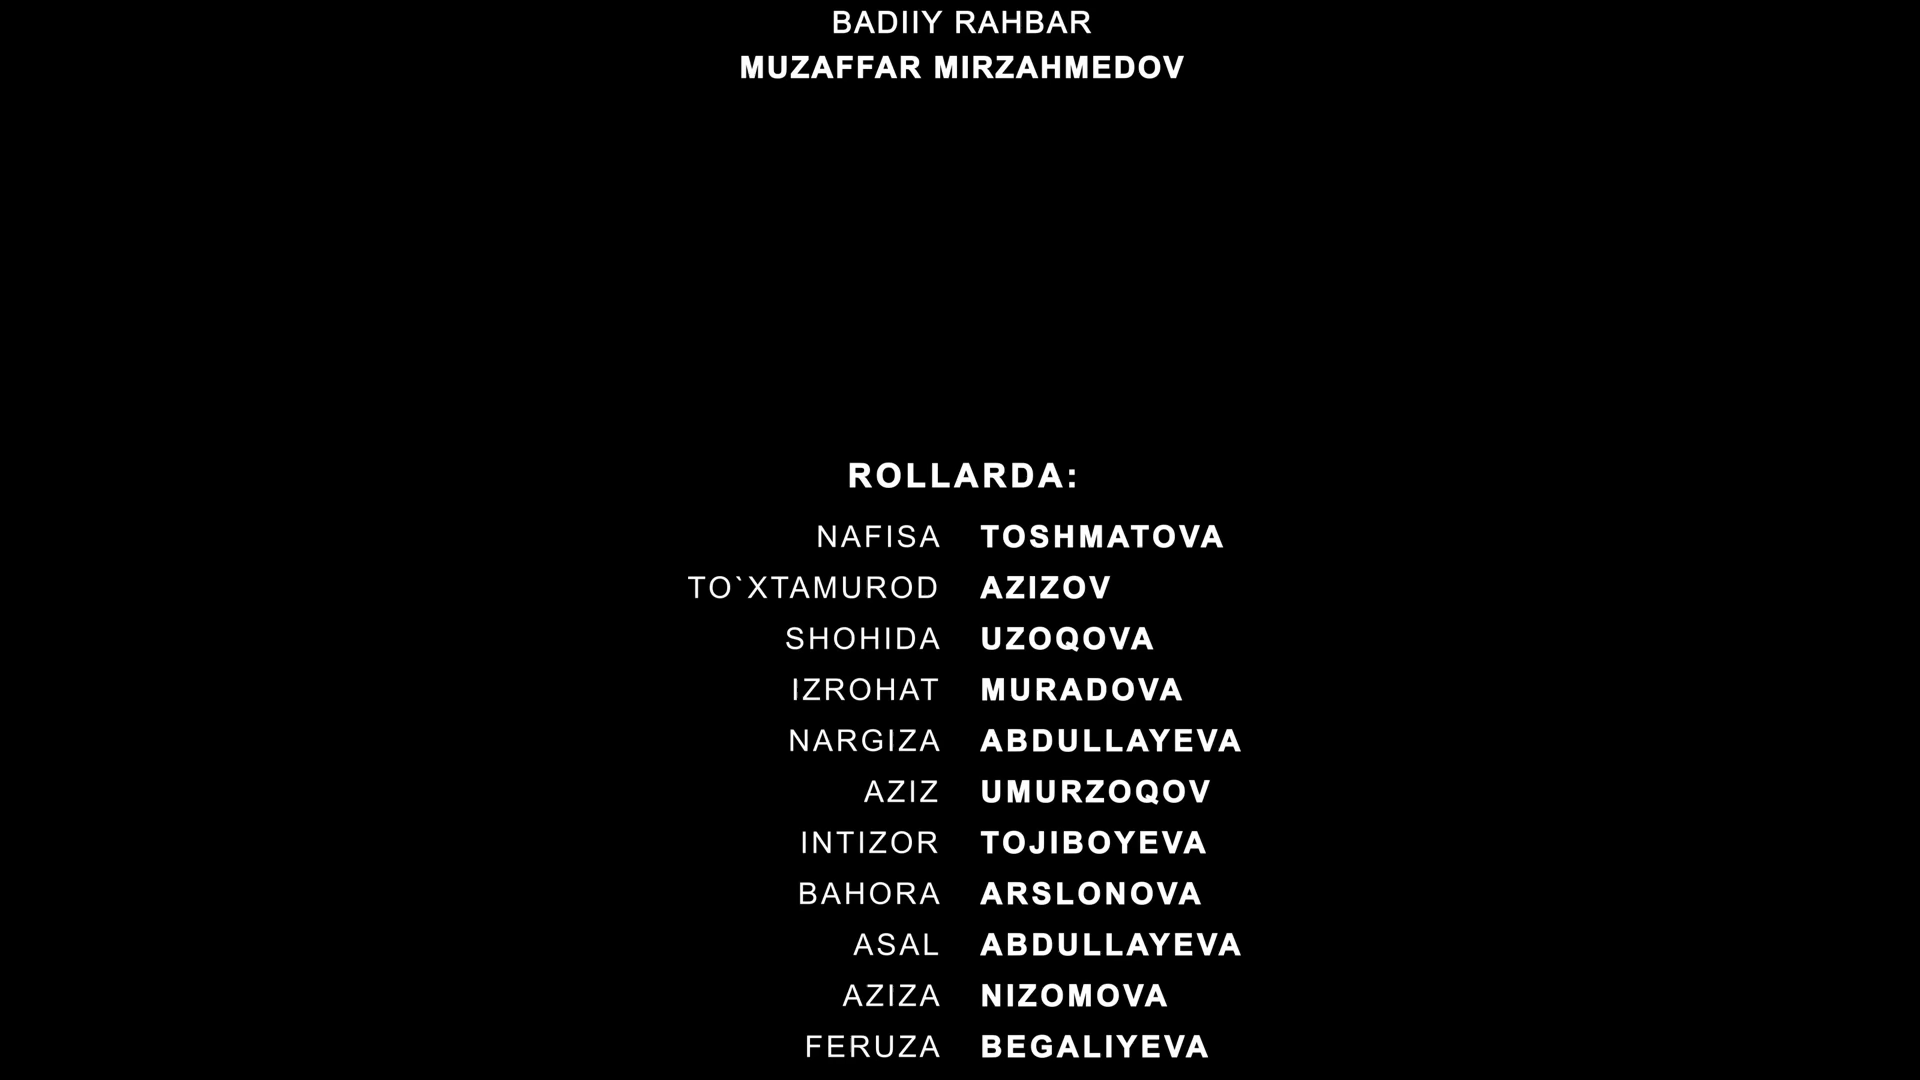 BADIIY RAHBAR
MUZAFFAR MIRZAHMEDOV
ROLLARDA:
NAFISA TOSHMATOVA
TO`XTAMUROD AZIZOV
SHOHIDA UZOQOVA
IZROHAT MURADOVA
NARGIZA ABDULLAYEVA
AZIZ UMURZOQOV
INTIZOR TOJIBOYEVA
BAHORA ARSLONOVA
ASAL ABDULLAYEVA
AZIZA NIZOMOVA
FERUZA BEGALIYEVA